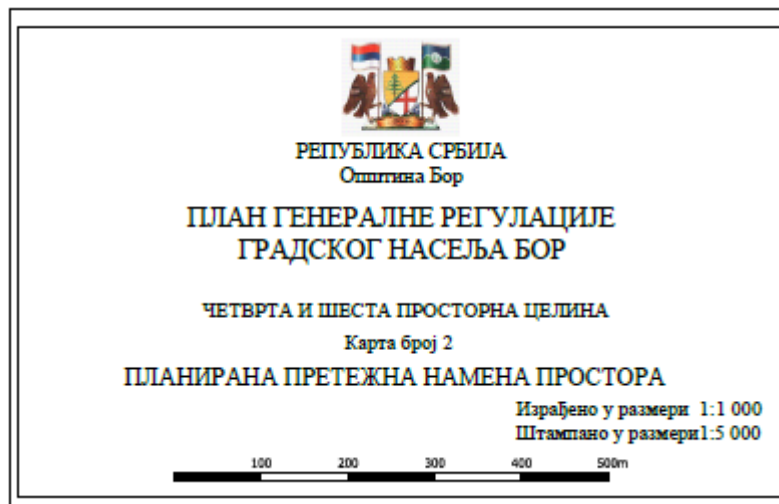 РЕПУБЛИКА СРБИЈА
Општина Бор
ПЛАН ГЕНЕРАЛНЕ РЕГУЛАЦИЈЕ
ГРАДСКОГ НАСЕЉА БОР
ЧЕТВРТА И ШЕСТА ПРОСТОРНА ЦЕЛИНА
Карта број 2
ПЛАНИРАНА ПРЕТЕЖНА НАМЕНА ПРОСТОРА
Израђено у размери 1:1 000
Штампано у размери1:5 000
100 200 300 400 500m